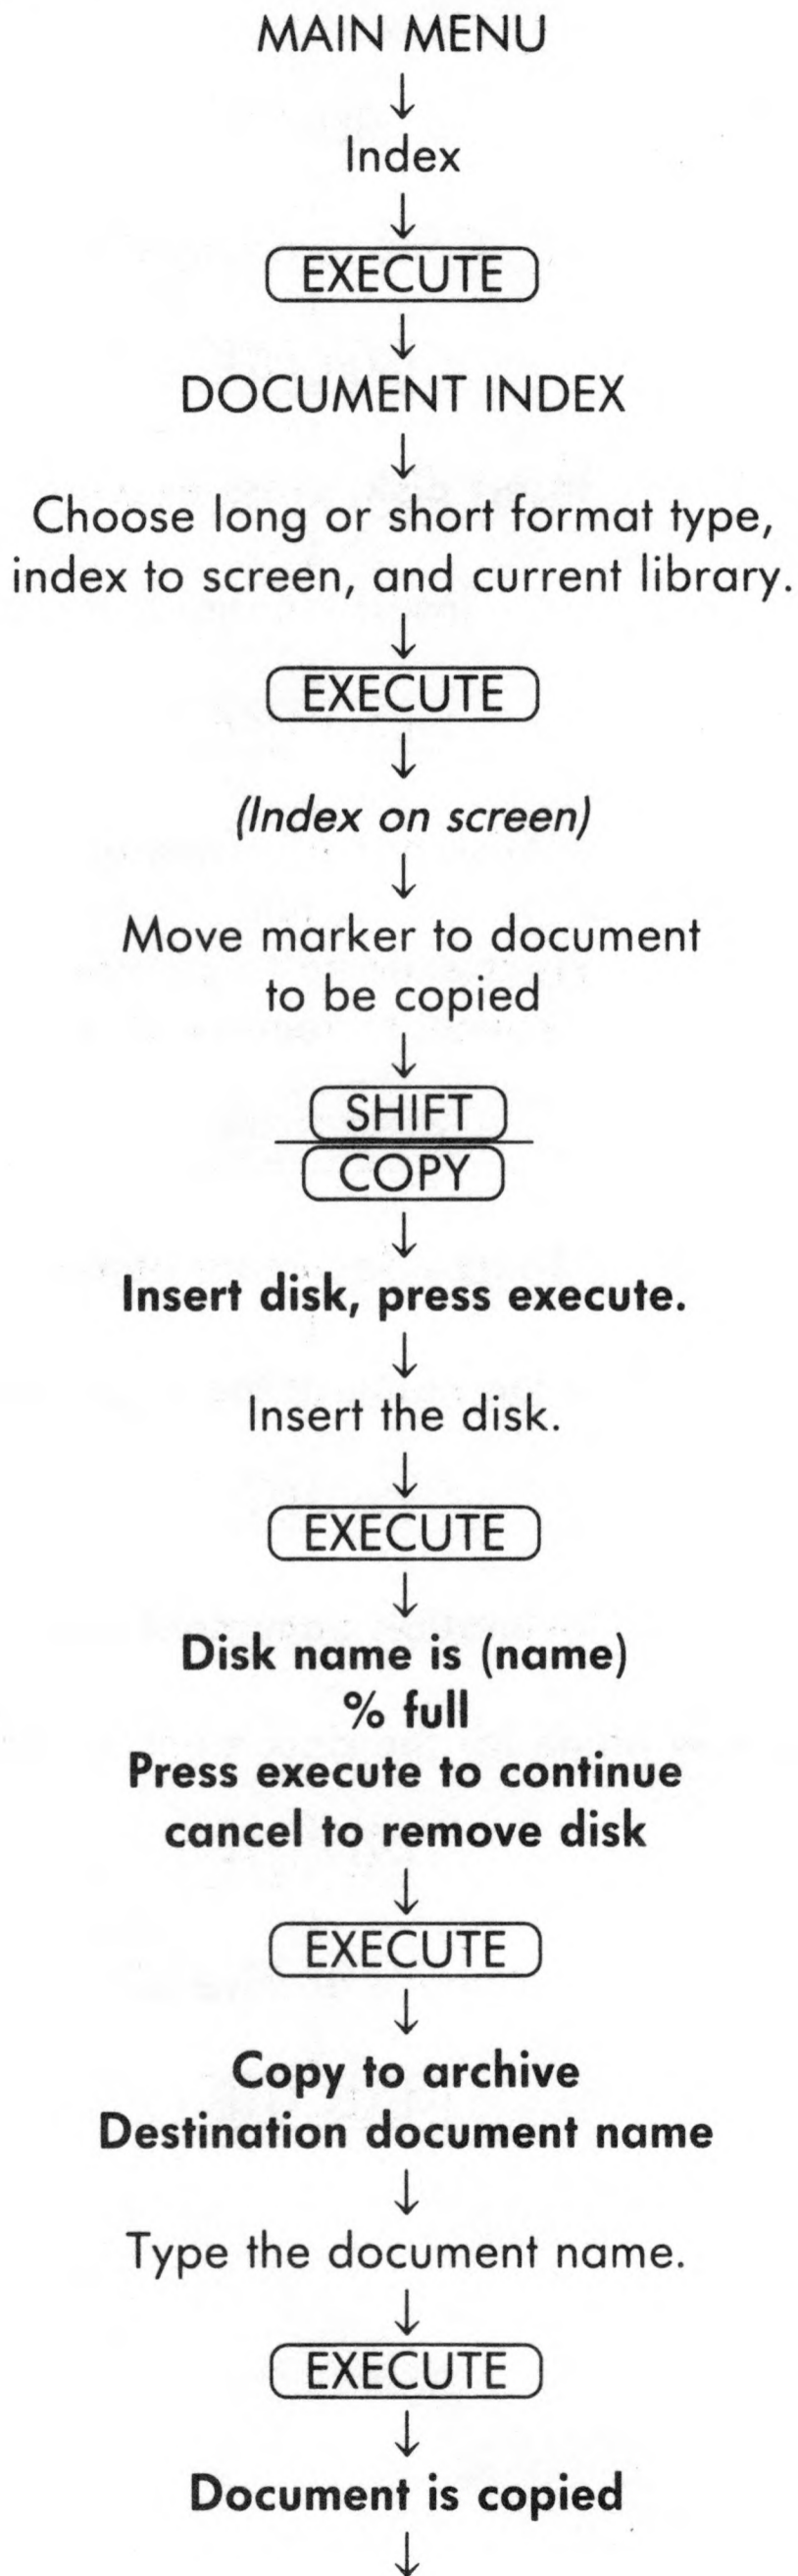 MAIN MENU
↓
Index
↓
EXECUTE
↓
DOCUMENT INDEX
↓
Choose long or short format type,
index to screen, and current library.
↓
EXECUTE
↓
(Index on screen)
↓
Move marker to document
to be copied
↓
SHIFT
COPY
↓
Insert disk, press execute.
↓
Insert the disk.
↓
EXECUTE
↓
Disk name is (name)
% full
Press execute to continue
cancel to remove disk
↓
EXECUTE
↓
Copy to archive
Destination document name
↓
Type the document name.
↓
EXECUTE
↓
Document is copied
↓